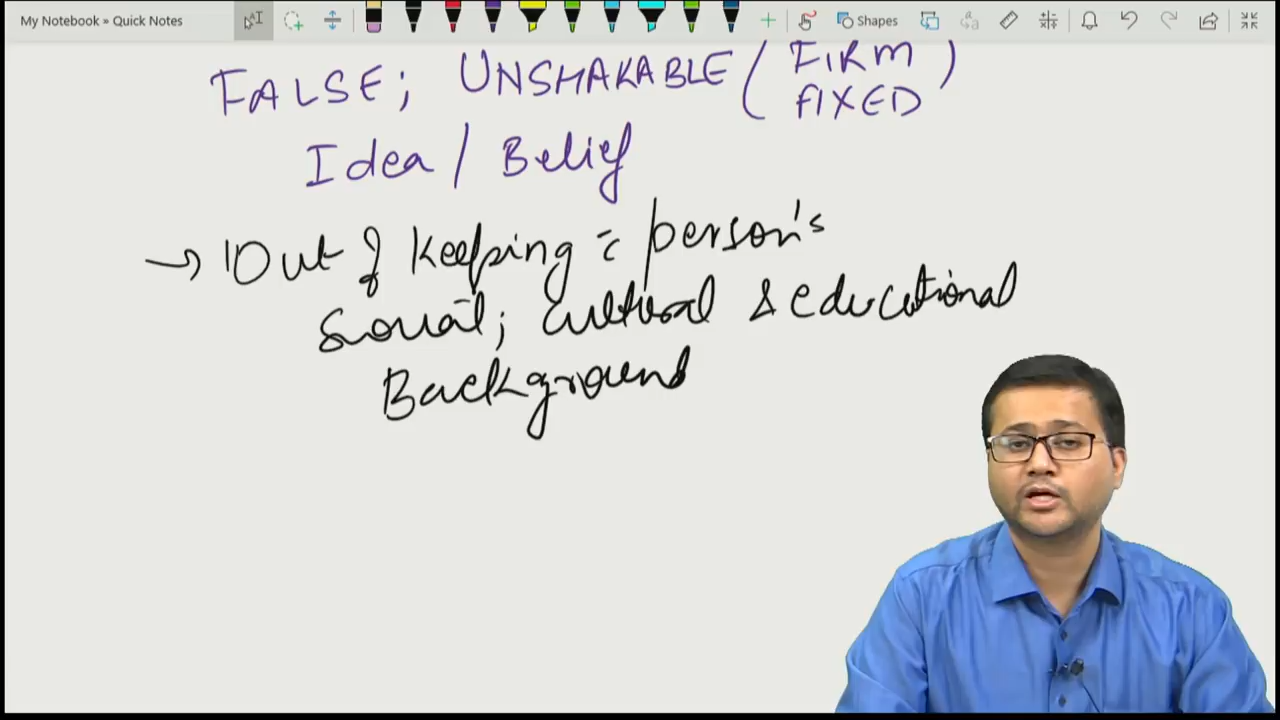 My Notebook » Quick Notes
Shapes
FALSE; UNSHAKABLE ( FIRM
FIXED )
Idea / Belief
→ Out of keeping c̄ person's
Social; Cultural & educational
Background